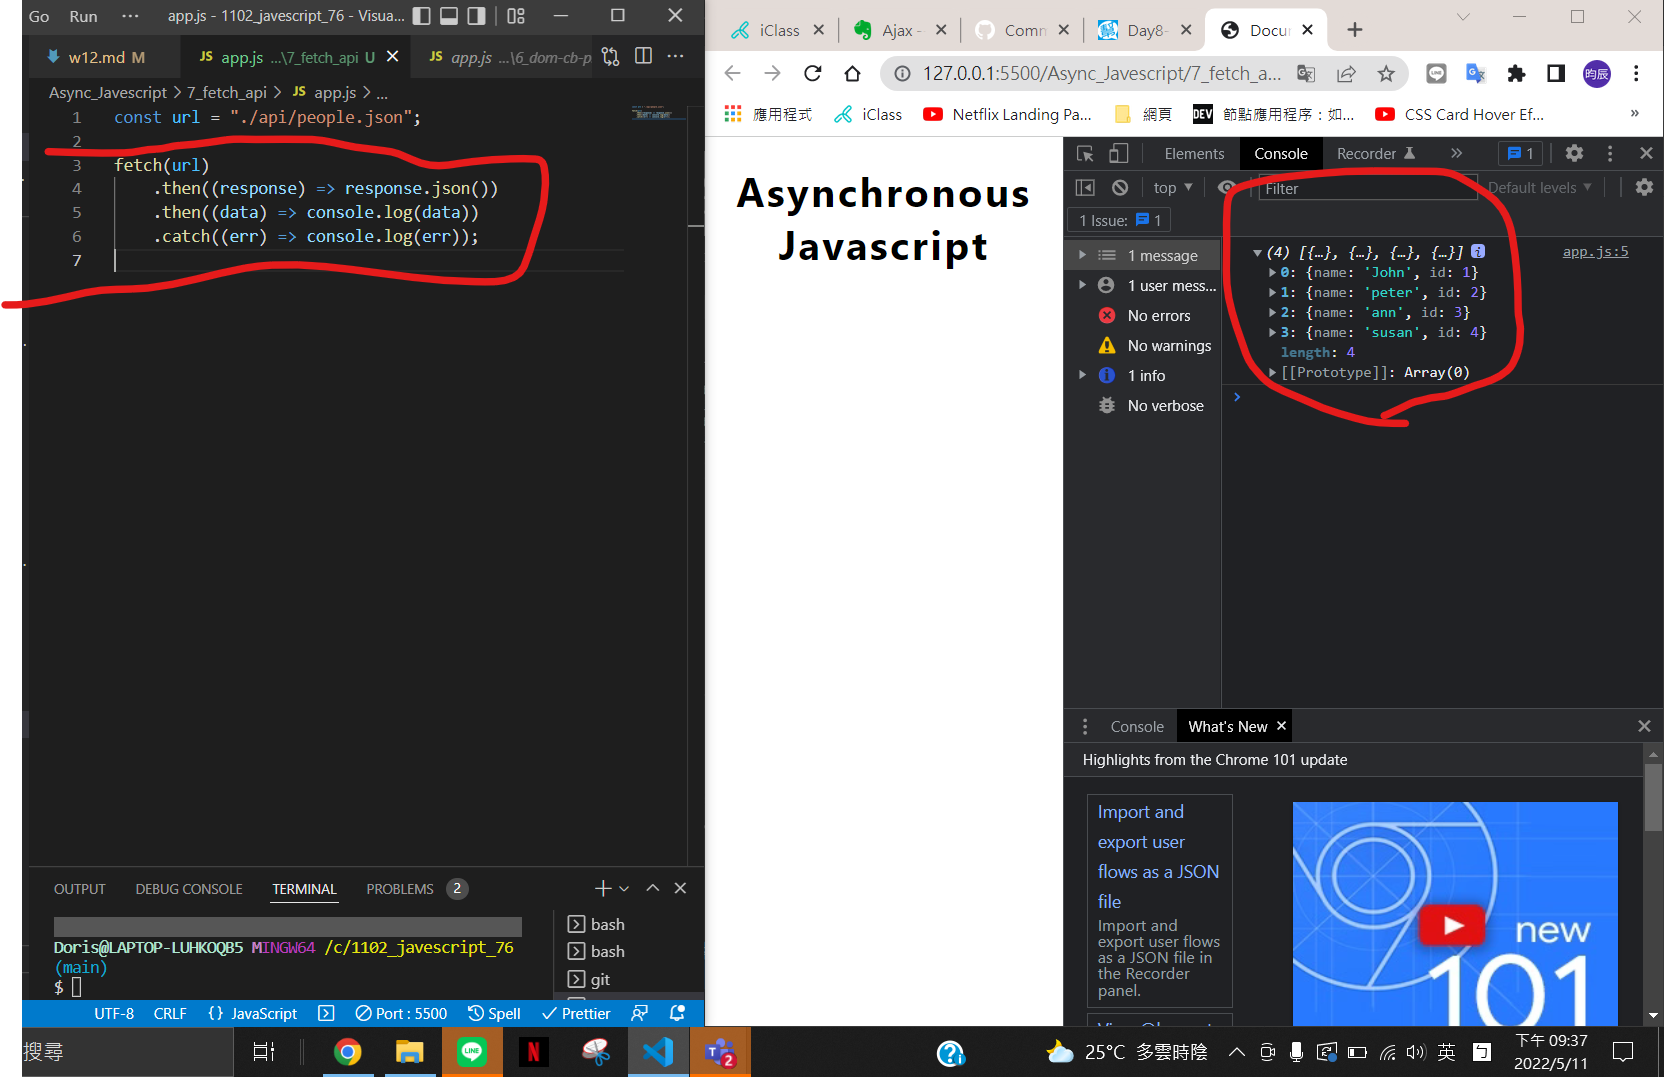 Go Run ··· app.js - 1102_javescript_76 - Visua...
w12.md M JS app.js ...\7_fetch_api U JS app.js ...\6_dom-cb-p
Async_Javescript > 7_fetch_api > JS app.js > ...
1 const url = "./api/people.json";
2
3 fetch(url)
4 .then((response) => response.json())
5 .then((data) => console.log(data))
6 .catch((err) => console.log(err));
7
OUTPUT DEBUG CONSOLE TERMINAL PROBLEMS 2
Doris@LAPTOP-LUHKOQB5 MINGW64 /c/1102_javescript_76
(main)
$
bash
bash
git
UTF-8 CRLF {} JavaScript Port : 5500 Spell Prettier
iClass Ajax - Comm Day8- Docu
127.0.0.1:5500/Async_Javescript/7_fetch_a... 昀辰
應用程式 iClass Netflix Landing Pa... 網頁 DEV 節點應用程序：如... CSS Card Hover Ef... »
Asynchronous
Javascript
Elements Console Recorder » 1
top Filter Default levels
1 Issue: 1
1 message
1 user mess...
No errors
No warnings
1 info
No verbose
(4) [{…}, {…}, {…}, {…}] i app.js:5
0: {name: 'John', id: 1}
1: {name: 'peter', id: 2}
2: {name: 'ann', id: 3}
3: {name: 'susan', id: 4}
length: 4
[[Prototype]]: Array(0)
Console What's New
Highlights from the Chrome 101 update
Import and
export user
flows as a JSON
file
Import and
export user flows
as a JSON file in
the Recorder
panel.
new
101
搜尋 LINE N T 2 25°C 多雲時陰 英 ㄅ 下午 09:37
2022/5/11